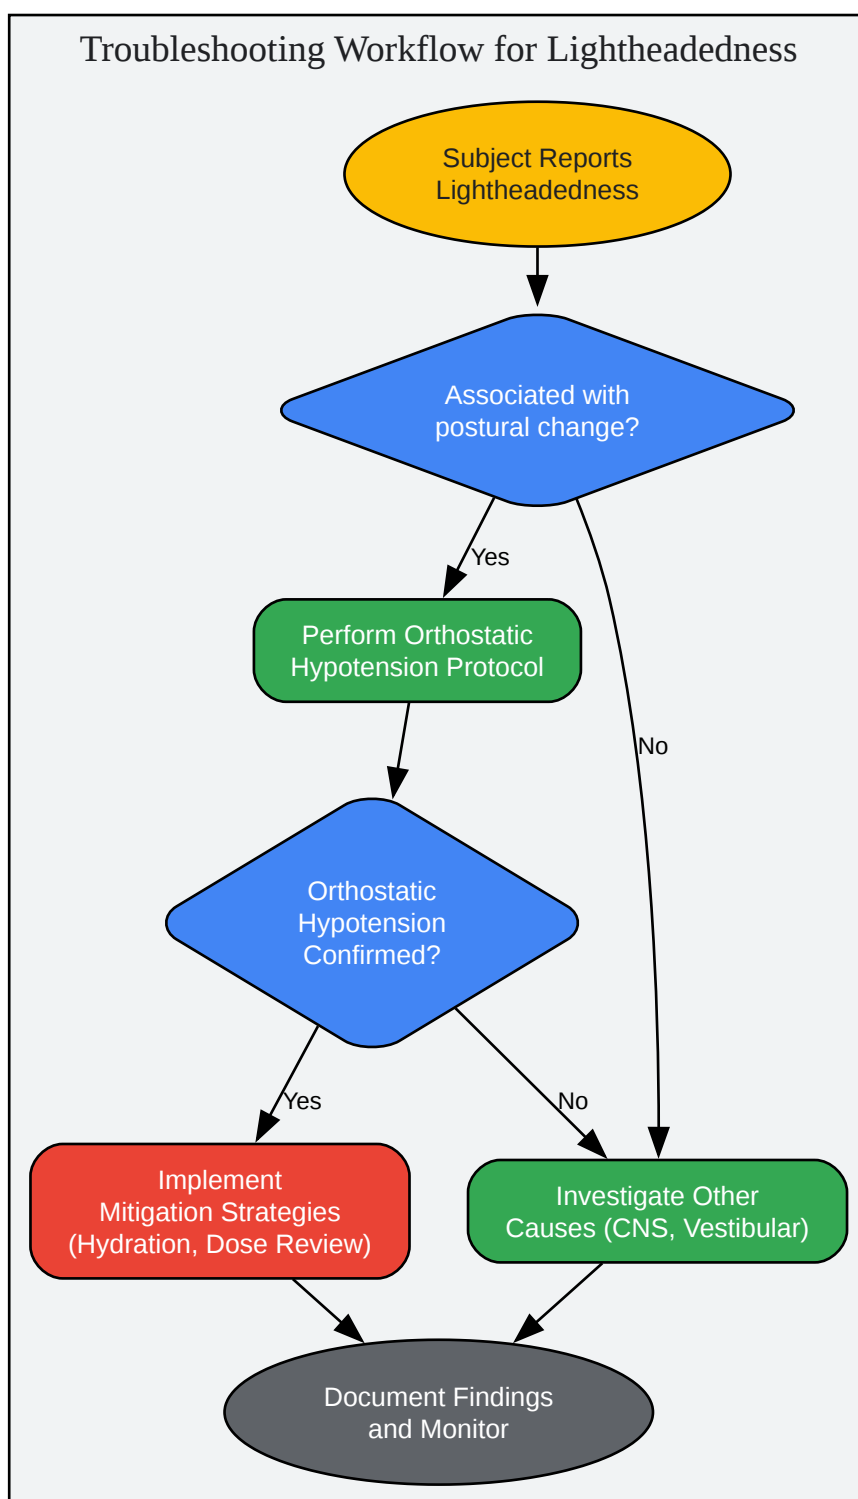 Troubleshooting Workflow for Lightheadedness
Subject Reports
Lightheadedness
Associated with
postural change?
Yes
Perform Orthostatic
Hypotension Protocol
No
Orthostatic
Hypotension
Confirmed?
Yes
No
Implement
Mitigation Strategies
(Hydration, Dose Review)
Investigate Other
Causes (CNS, Vestibular)
Document Findings
and Monitor